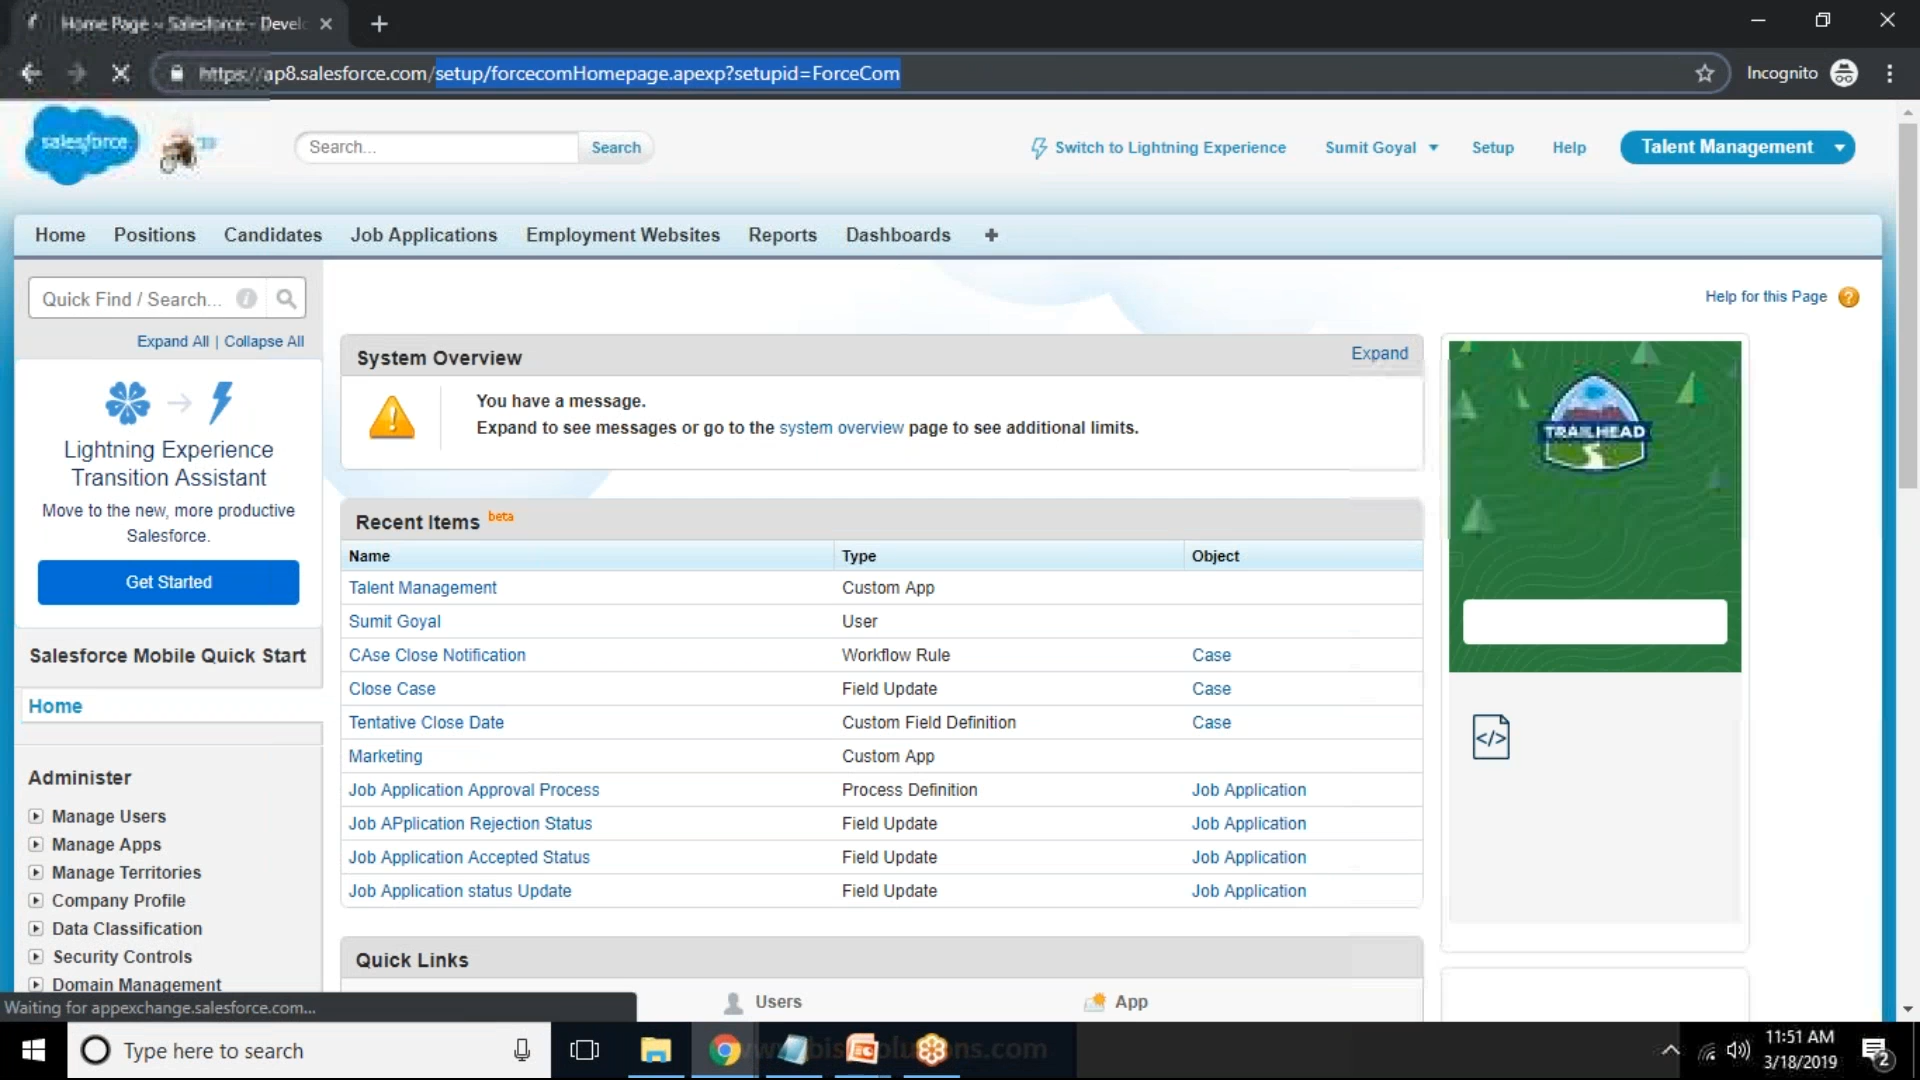 Home Page ~ Salesforce - Develo
https://ap8.salesforce.com/setup/forcecomHomepage.apexp?setupid=ForceCom
Incognito
salesforce
Search...
Search
Switch to Lightning Experience
Sumit Goyal
Setup
Help
Talent Management
Home
Positions
Candidates
Job Applications
Employment Websites
Reports
Dashboards
Quick Find / Search...
Expand All | Collapse All
Lightning Experience
Transition Assistant
Move to the new, more productive
Salesforce.
Get Started
Salesforce Mobile Quick Start
Home
Administer
Manage Users
Manage Apps
Manage Territories
Company Profile
Data Classification
Security Controls
Domain Management
Waiting for appexchange.salesforce.com...
Help for this Page
System Overview
Expand
You have a message.
Expand to see messages or go to the system overview page to see additional limits.
Recent Items beta
Name Type Object
Talent Management Custom App
Sumit Goyal User
CAse Close Notification Workflow Rule Case
Close Case Field Update Case
Tentative Close Date Custom Field Definition Case
Marketing Custom App
Job Application Approval Process Process Definition Job Application
Job APplication Rejection Status Field Update Job Application
Job Application Accepted Status Field Update Job Application
Job Application status Update Field Update Job Application
Quick Links
Users
App
TRAILHEAD
</>
Type here to search
11:51 AM
3/18/2019
2